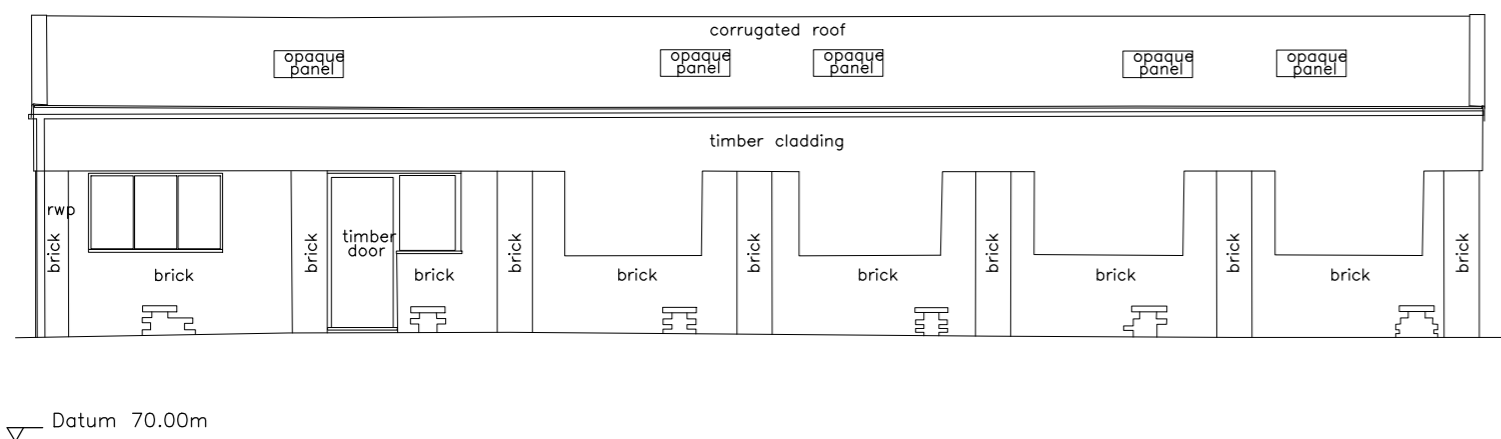 corrugated roof
opaque
panel
opaque
panel
opaque
panel
opaque
panel
opaque
panel
timber cladding
rwp
brick
brick
brick
timber
door
brick
brick
brick
brick
brick
brick
brick
brick
brick
brick
Datum 70.00m